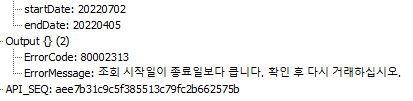 startDate: 20220702
endDate: 20220405
Output {} (2)
ErrorCode: 80002313
ErrorMessage: 조회 시작일이 종료일보다 큽니다. 확인 후 다시 거래하십시오.
API_SEQ: aee7b31c9c5f385513c79fc2b662575b